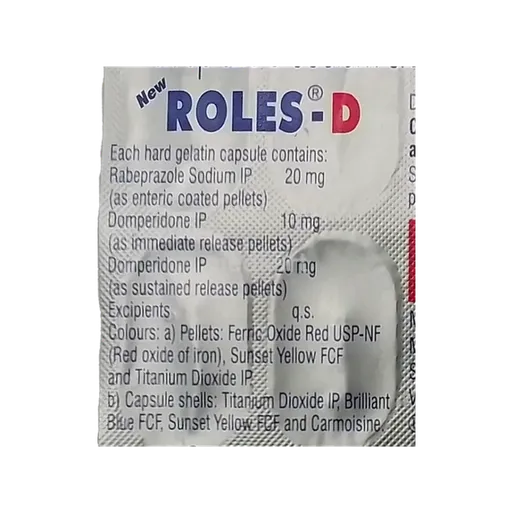 New ROLES®-D
Each hard gelatin capsule contains:
Rabeprazole Sodium IP 20 mg
(as enteric coated pellets)
Domperidone IP 10 mg
(as immediate release pellets)
Domperidone IP 20 mg
(as sustained release pellets)
Excipients q.s.
Colours: a) Pellets: Ferric Oxide Red USP-NF
(Red oxide of iron), Sunset Yellow FCF
and Titanium Dioxide IP.
b) Capsule shells: Titanium Dioxide IP, Brilliant
Blue FCF, Sunset Yellow FCF and Carmoisine.